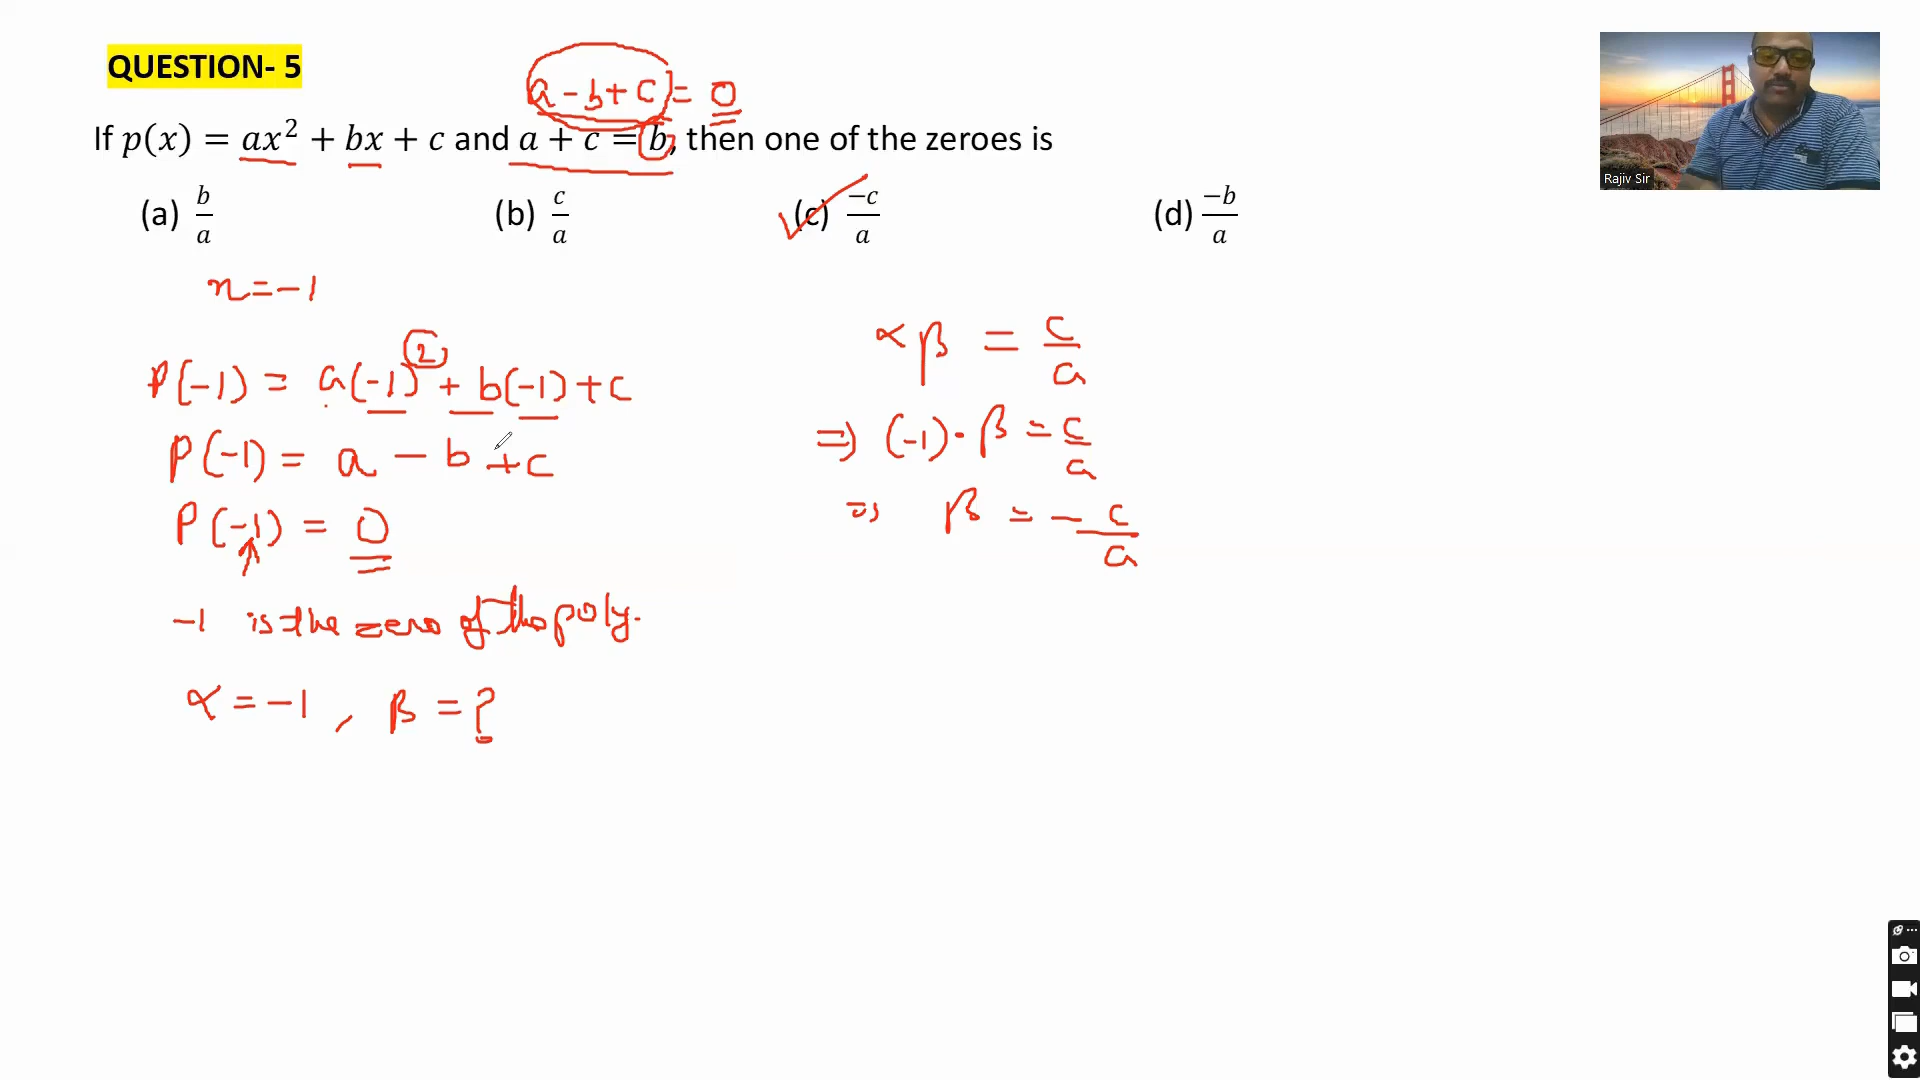 QUESTION- 5
a - b + c = 0
If p(x) = ax² + bx + c and a + c = b, then one of the zeroes is
(a) b/a (b) c/a (c) −c/a (d) −b/a
x = -1
P(-1) = a(-1)² + b(-1) + c
P(-1) = a - b + c
P(-1) = 0
-1 is the zero of the poly.
α = -1, β = ?
αβ = c/a
⇒ (-1)·β = c/a
⇒ β = -c/a
Rajiv Sir